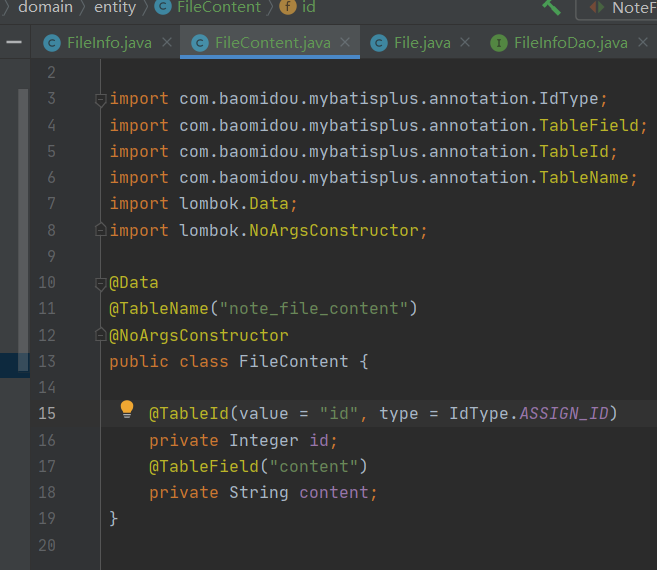 domain > entity > FileContent > id
NoteF
FileInfo.java × FileContent.java × File.java × FileInfoDao.java ×
2
3 import com.baomidou.mybatisplus.annotation.IdType;
4 import com.baomidou.mybatisplus.annotation.TableField;
5 import com.baomidou.mybatisplus.annotation.TableId;
6 import com.baomidou.mybatisplus.annotation.TableName;
7 import lombok.Data;
8 import lombok.NoArgsConstructor;
9
10 @Data
11 @TableName("note_file_content")
12 @NoArgsConstructor
13 public class FileContent {
14
15 @TableId(value = "id", type = IdType.ASSIGN_ID)
16 private Integer id;
17 @TableField("content")
18 private String content;
19 }
20